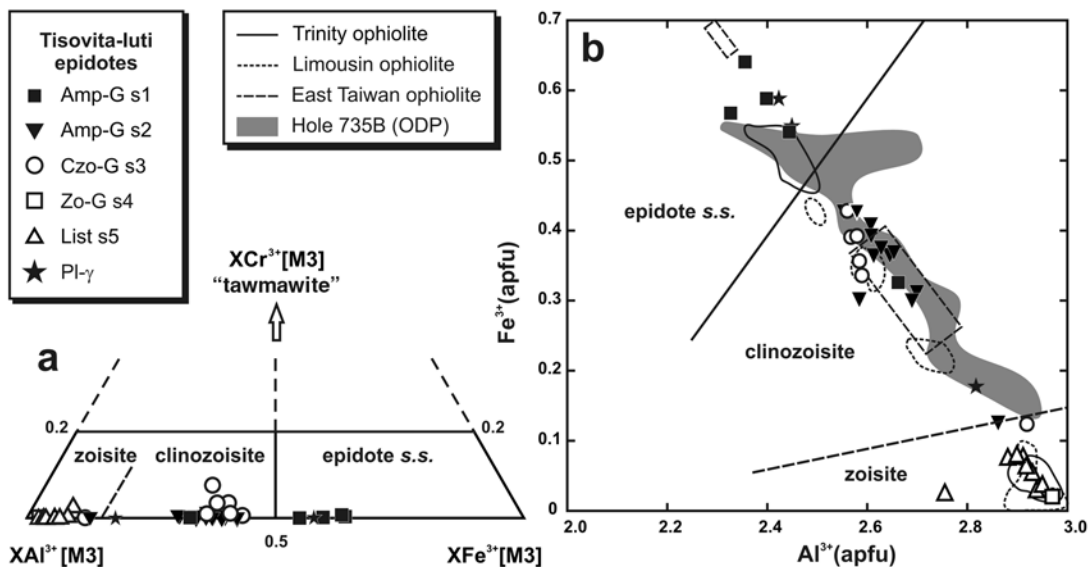 Tisovita-luti
epidotes
Amp-G s1
Amp-G s2
Czo-G s3
Zo-G s4
List s5
Pl-γ
Trinity ophiolite
Limousin ophiolite
East Taiwan ophiolite
Hole 735B (ODP)
a
XCr³⁺[M3]
“tawmawite”
0.2
0.2
zoisite
clinozoisite
epidote s.s.
XAl³⁺[M3]
0.5
XFe³⁺[M3]
b
Fe³⁺(apfu)
0.7
0.6
0.5
0.4
0.3
0.2
0.1
0
epidote s.s.
clinozoisite
zoisite
2.0
2.2
2.4
2.6
2.8
3.0
Al³⁺(apfu)